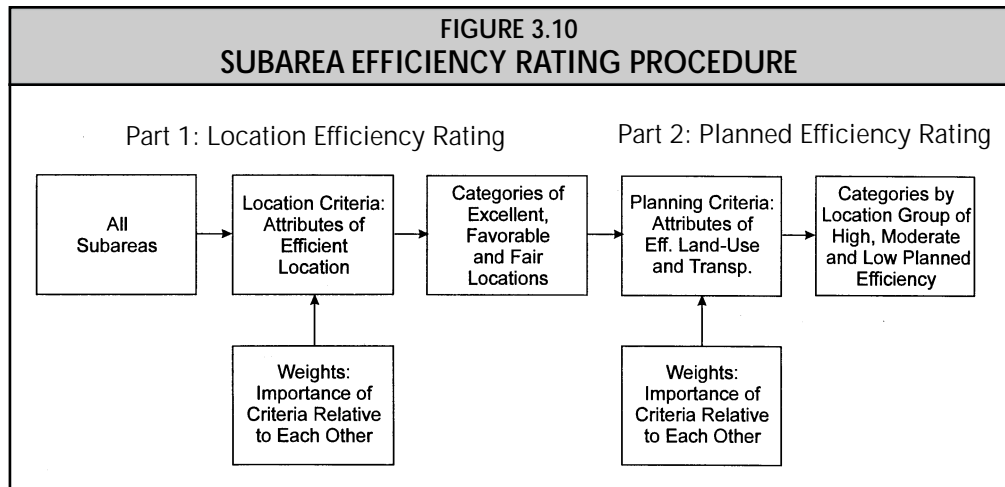 FIGURE 3.10
SUBAREA EFFICIENCY RATING PROCEDURE
Part 1: Location Efficiency Rating
Part 2: Planned Efficiency Rating
All
Subareas
Location Criteria:
Attributes of
Efficient
Location
Categories of
Excellent,
Favorable
and Fair
Locations
Planning Criteria:
Attributes of
Eff. Land-Use
and Transp.
Categories by
Location Group of
High, Moderate
and Low Planned
Efficiency
Weights:
Importance of
Criteria Relative
to Each Other
Weights:
Importance of
Criteria Relative
to Each Other